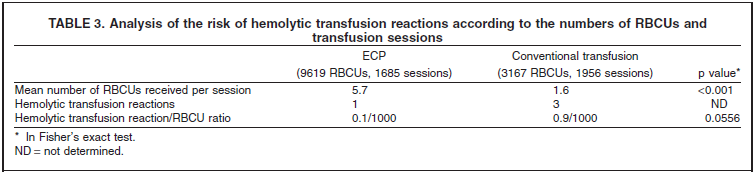 TABLE 3. Analysis of the risk of hemolytic transfusion reactions according to the numbers of RBCUs and
transfusion sessions
ECP Conventional transfusion
(9619 RBCUs, 1685 sessions) (3167 RBCUs, 1956 sessions) p value*
Mean number of RBCUs received per session 5.7 1.6 <0.001
Hemolytic transfusion reactions 1 3 ND
Hemolytic transfusion reaction/RBCU ratio 0.1/1000 0.9/1000 0.0556
* In Fisher's exact test.
ND = not determined.